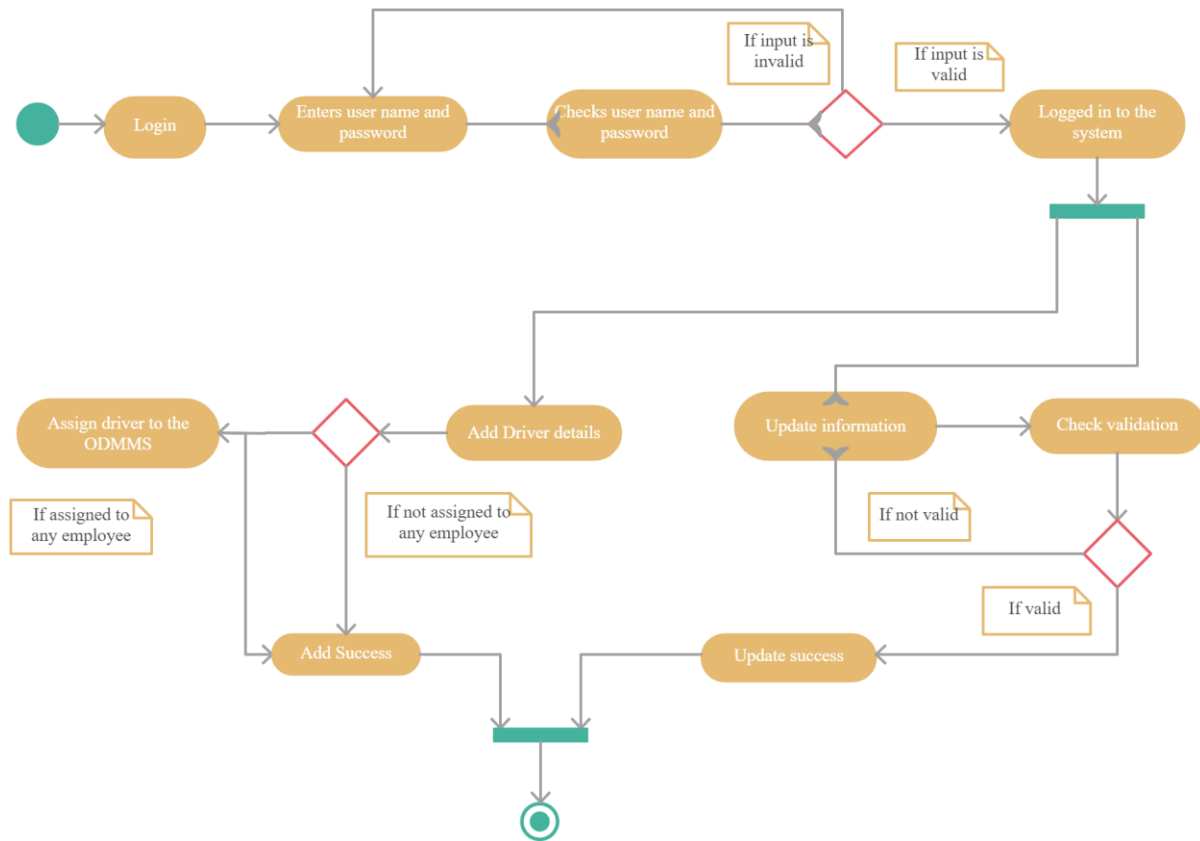 If input is
invalid
If input is
valid
Login
Enters user name and
password
Checks user name and
password
Logged in to the
system
Assign driver to the
ODMMS
Add Driver details
Update information
Check validation
If assigned to
any employee
If not assigned to
any employee
If not valid
If valid
Add Success
Update success